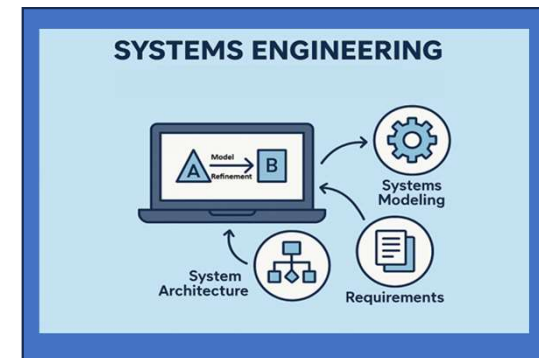 SYSTEMS ENGINEERING
Model
A
B
Refinement
Systems
Modeling
System
Architecture
Requirements